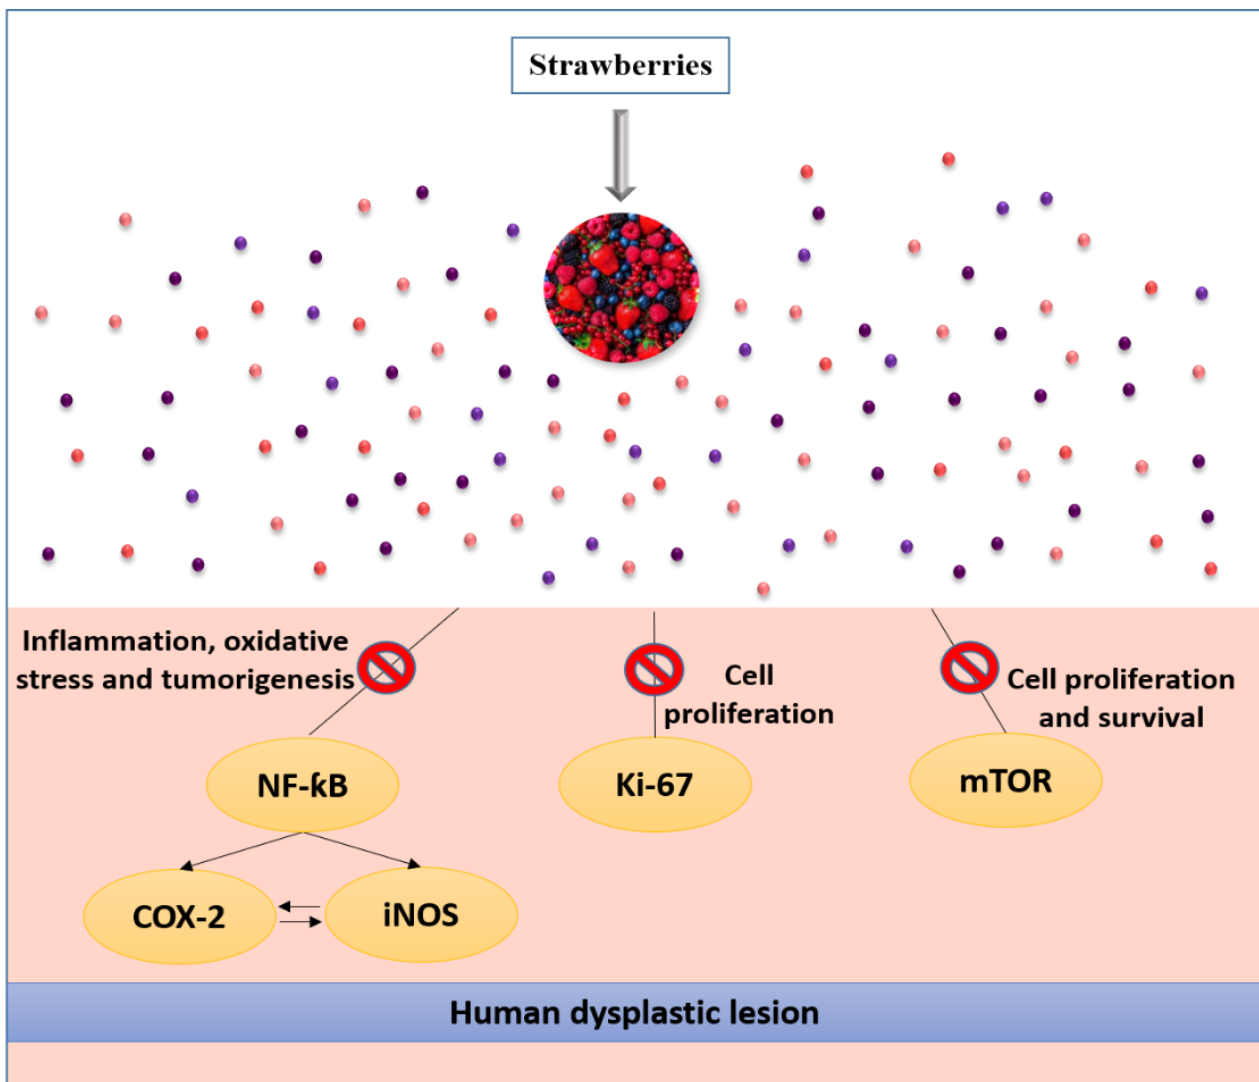 Strawberries
Inflammation, oxidative
stress and tumorigenesis
Cell
proliferation
Cell proliferation
and survival
NF-ƙB
Ki-67
mTOR
COX-2
iNOS
Human dysplastic lesion